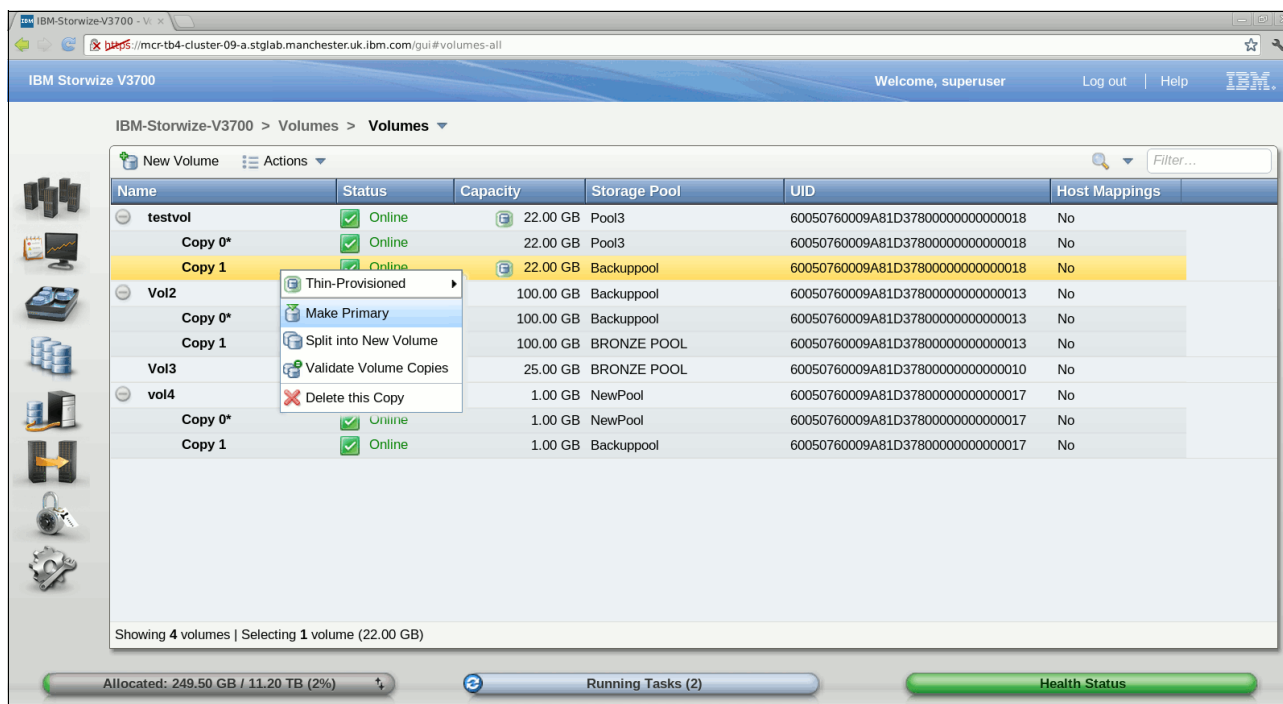 IBM-Storwize-V3700 - Vo
https://mcr-tb4-cluster-09-a.stglab.manchester.uk.ibm.com/gui#volumes-all
IBM Storwize V3700 Welcome, superuser Log out | Help IBM.
IBM-Storwize-V3700 > Volumes > Volumes
New Volume Actions Filter...
Name Status Capacity Storage Pool UID Host Mappings
testvol Online 22.00 GB Pool3 60050760009A81D37800000000000018 No
Copy 0* Online 22.00 GB Pool3 60050760009A81D37800000000000018 No
Copy 1 Online 22.00 GB Backuppool 60050760009A81D37800000000000018 No
Thin-Provisioned
Vol2 100.00 GB Backuppool 60050760009A81D37800000000000013 No
Make Primary
Copy 0* 100.00 GB Backuppool 60050760009A81D37800000000000013 No
Split into New Volume
Copy 1 100.00 GB BRONZE POOL 60050760009A81D37800000000000013 No
Validate Volume Copies
Vol3 25.00 GB BRONZE POOL 60050760009A81D37800000000000010 No
Delete this Copy
vol4 1.00 GB NewPool 60050760009A81D37800000000000017 No
Copy 0* Online 1.00 GB NewPool 60050760009A81D37800000000000017 No
Copy 1 Online 1.00 GB Backuppool 60050760009A81D37800000000000017 No
Showing 4 volumes | Selecting 1 volume (22.00 GB)
Allocated: 249.50 GB / 11.20 TB (2%) Running Tasks (2) Health Status